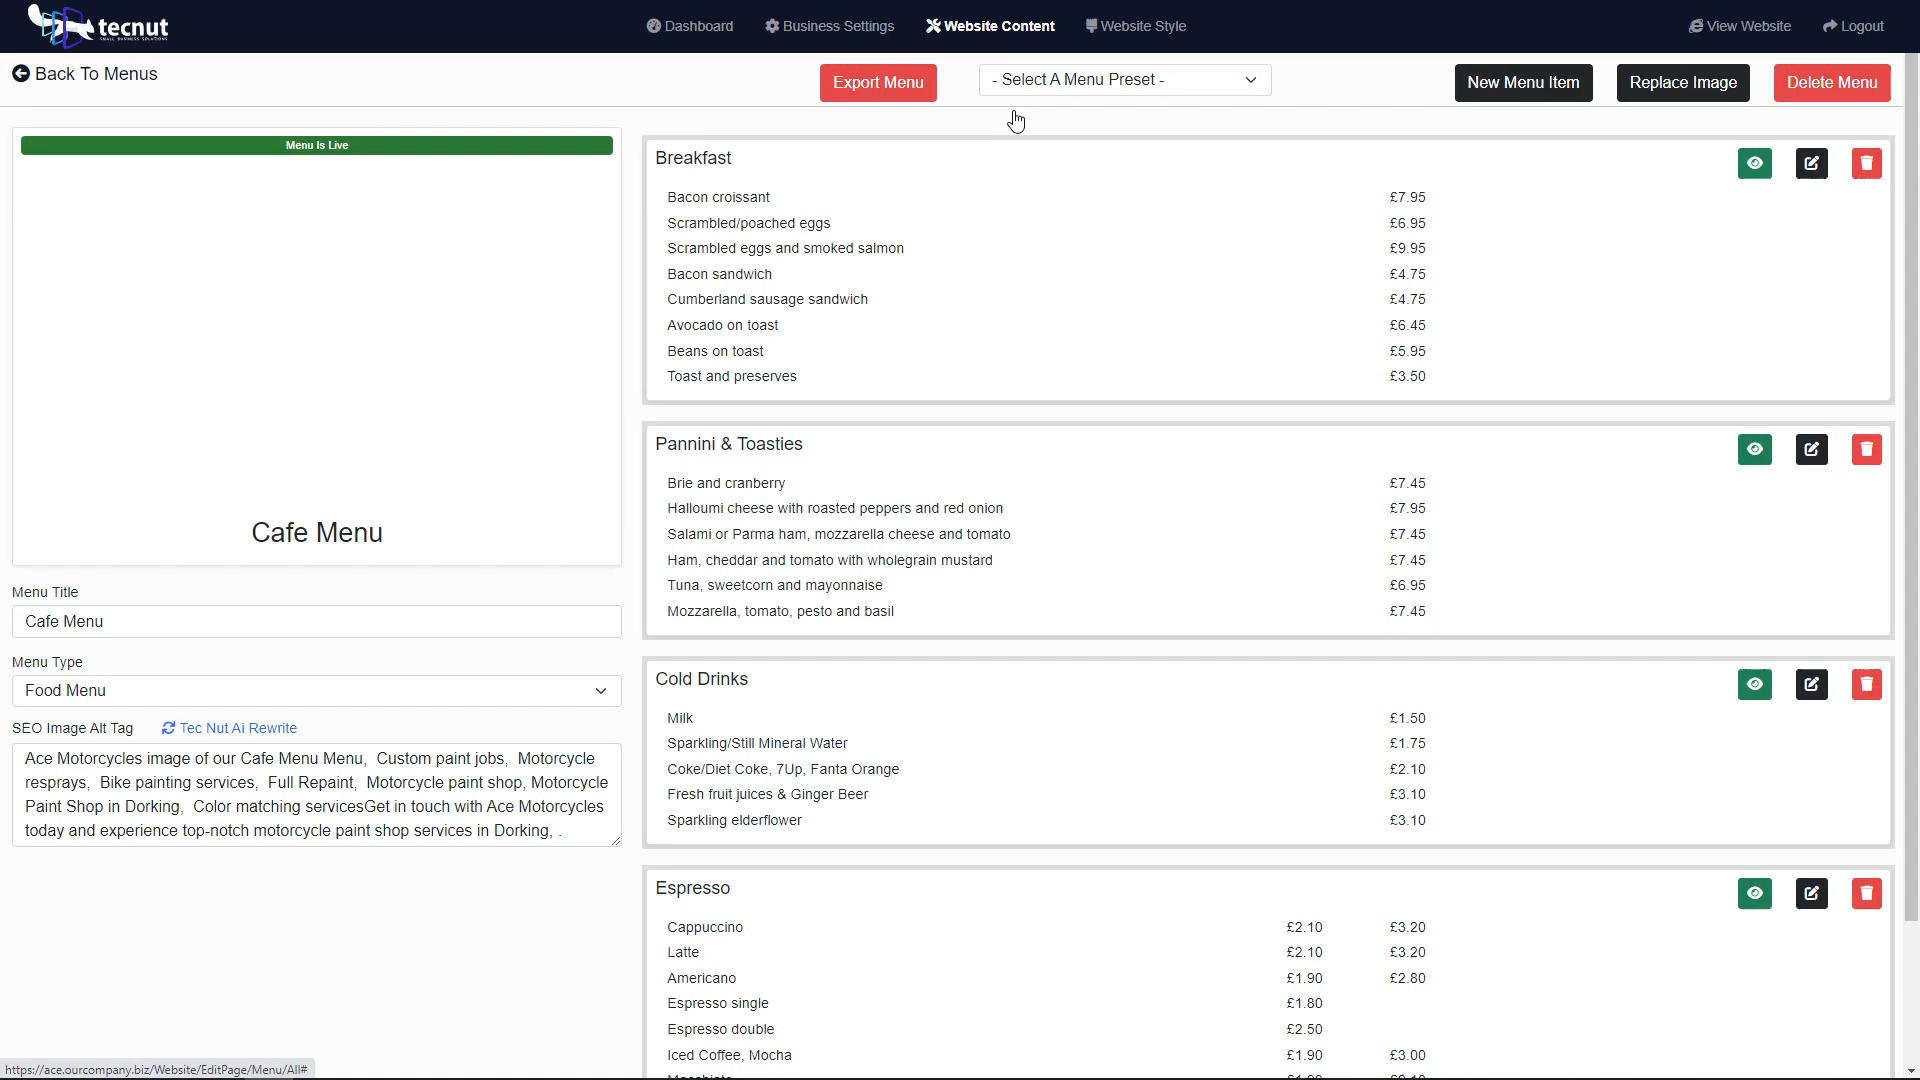 tecnut
SMALL BUSINESS SOLUTIONS
Dashboard
Business Settings
Website Content
Website Style
View Website
Logout
Back To Menus
Export Menu
- Select A Menu Preset -
New Menu Item
Replace Image
Delete Menu
Menu Is Live
Cafe Menu
Menu Title
Cafe Menu
Menu Type
Food Menu
SEO Image Alt Tag
Tec Nut Ai Rewrite
Ace Motorcycles image of our Cafe Menu Menu, Custom paint jobs, Motorcycle
resprays, Bike painting services, Full Repaint, Motorcycle paint shop, Motorcycle
Paint Shop in Dorking, Color matching servicesGet in touch with Ace Motorcycles
today and experience top-notch motorcycle paint shop services in Dorking, .
Breakfast
Bacon croissant £7.95
Scrambled/poached eggs £6.95
Scrambled eggs and smoked salmon £9.95
Bacon sandwich £4.75
Cumberland sausage sandwich £4.75
Avocado on toast £6.45
Beans on toast £5.95
Toast and preserves £3.50
Pannini & Toasties
Brie and cranberry £7.45
Halloumi cheese with roasted peppers and red onion £7.95
Salami or Parma ham, mozzarella cheese and tomato £7.45
Ham, cheddar and tomato with wholegrain mustard £7.45
Tuna, sweetcorn and mayonnaise £6.95
Mozzarella, tomato, pesto and basil £7.45
Cold Drinks
Milk £1.50
Sparkling/Still Mineral Water £1.75
Coke/Diet Coke, 7Up, Fanta Orange £2.10
Fresh fruit juices & Ginger Beer £3.10
Sparkling elderflower £3.10
Espresso
Cappuccino £2.10 £3.20
Latte £2.10 £3.20
Americano £1.90 £2.80
Espresso single £1.80
Espresso double £2.50
Iced Coffee, Mocha £1.90 £3.00
https://ace.ourcompany.biz/Website/EditPage/Menu/All#